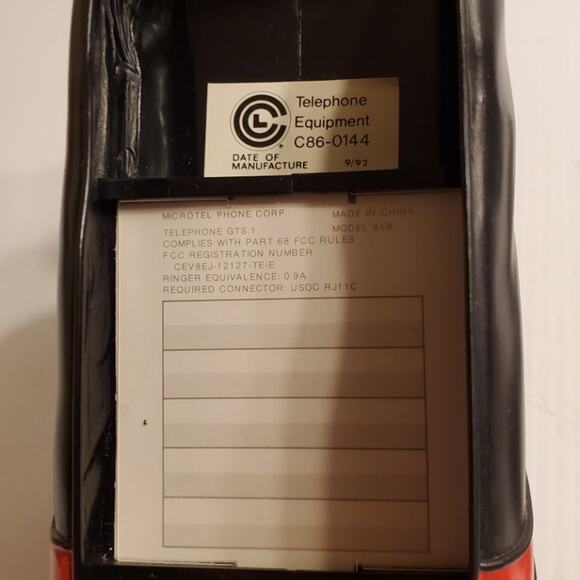 CLC
Telephone
Equipment
C86-0144
DATE OF
MANUFACTURE 9/92
MICROTEL PHONE CORP. MADE IN CHINA
TELEPHONE GTS 1 MODEL 810
COMPLIES WITH PART 68 FCC RULES
FCC REGISTRATION NUMBER
CEV8EJ-12127-TE-E
RINGER EQUIVALENCE: 0.9A
REQUIRED CONNECTOR: USOC RJ11C